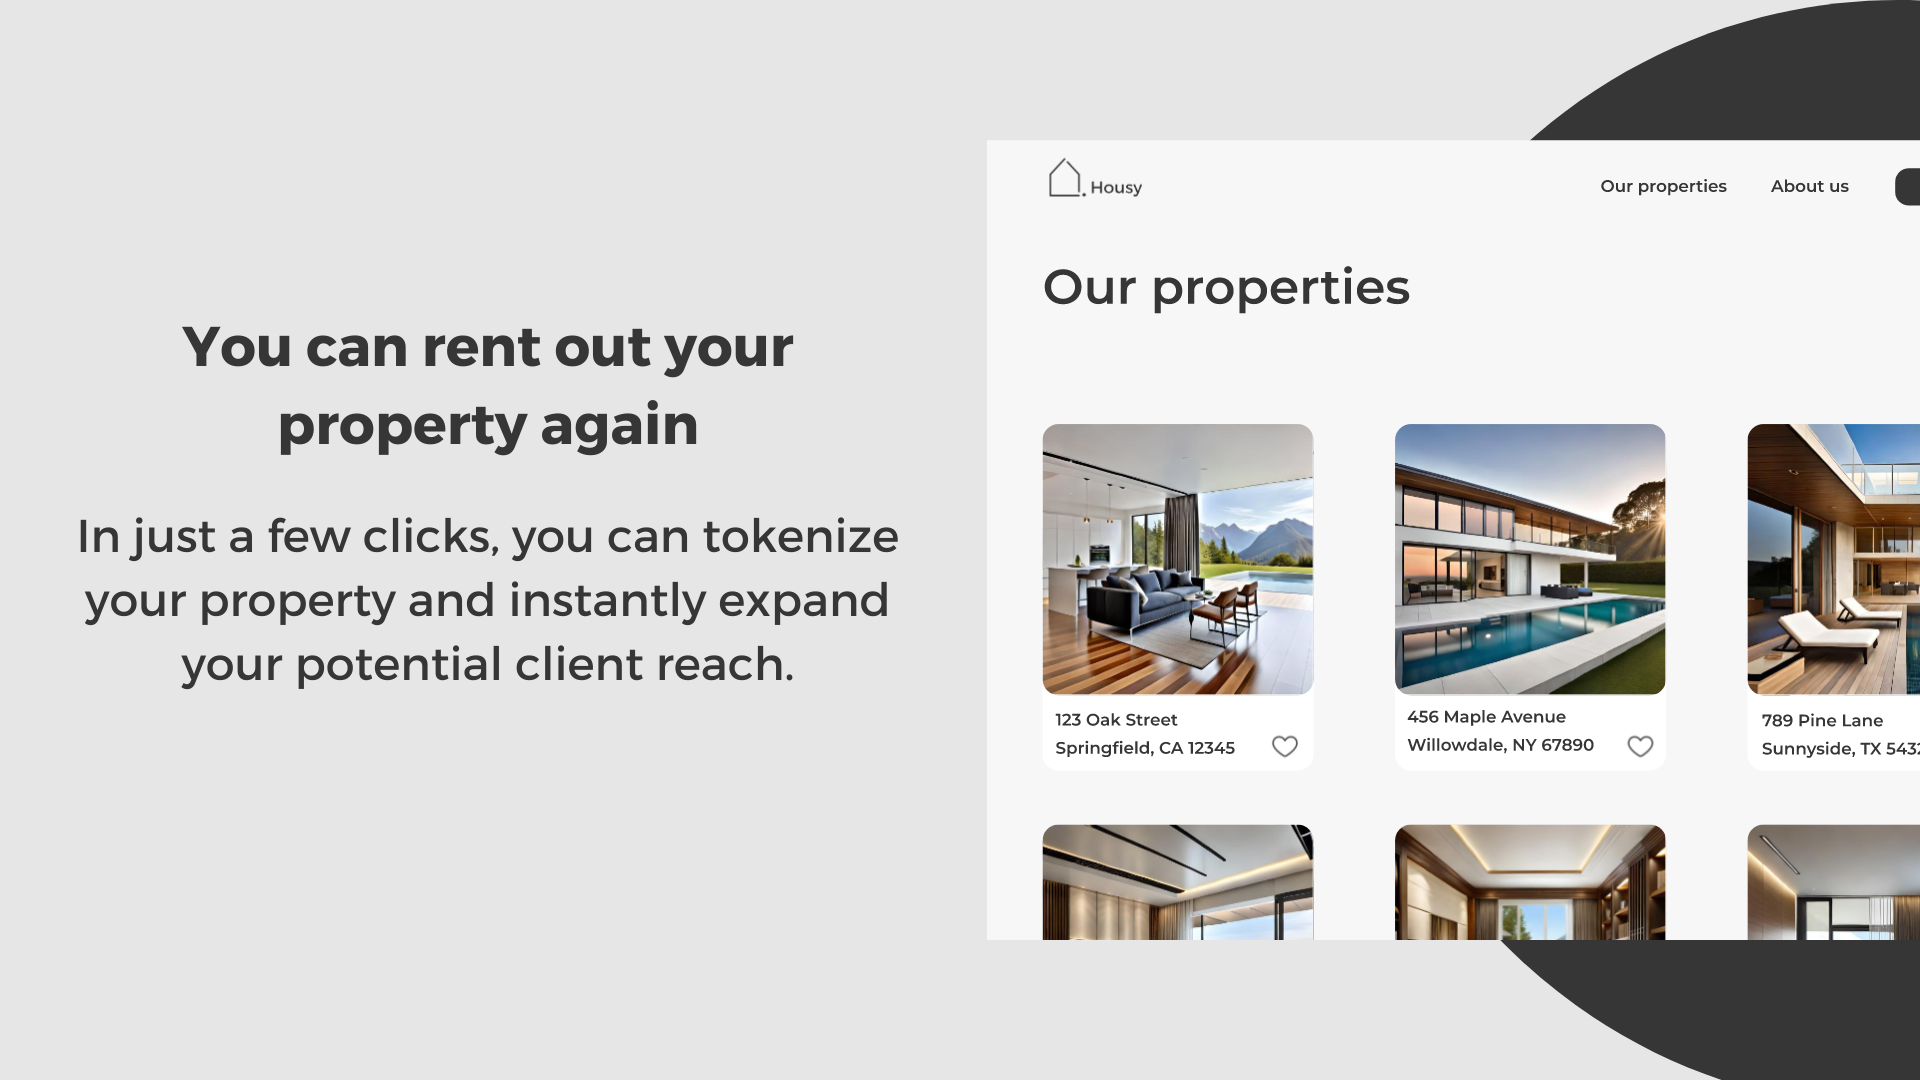 You can rent out your
property again
In just a few clicks, you can tokenize
your property and instantly expand
your potential client reach.
Housy
Our properties
About us
Our properties
123 Oak Street
Springfield, CA 12345
456 Maple Avenue
Willowdale, NY 67890
789 Pine Lane
Sunnyside, TX